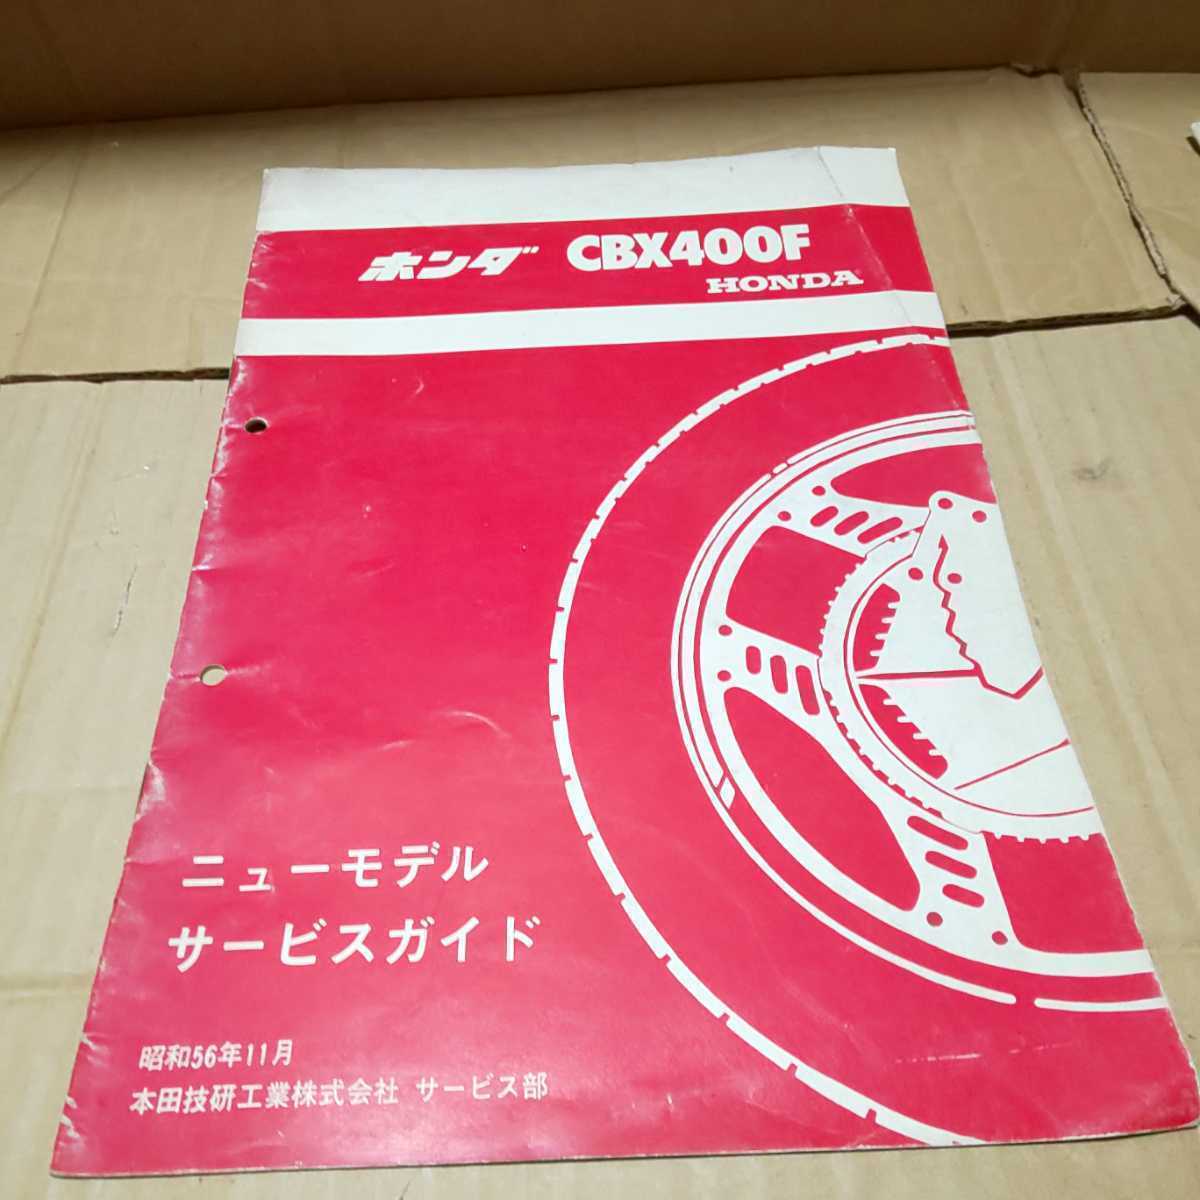 ホンダ CBX400F
HONDA
ニューモデル
サービスガイド
昭和56年11月
本田技研工業株式会社 サービス部